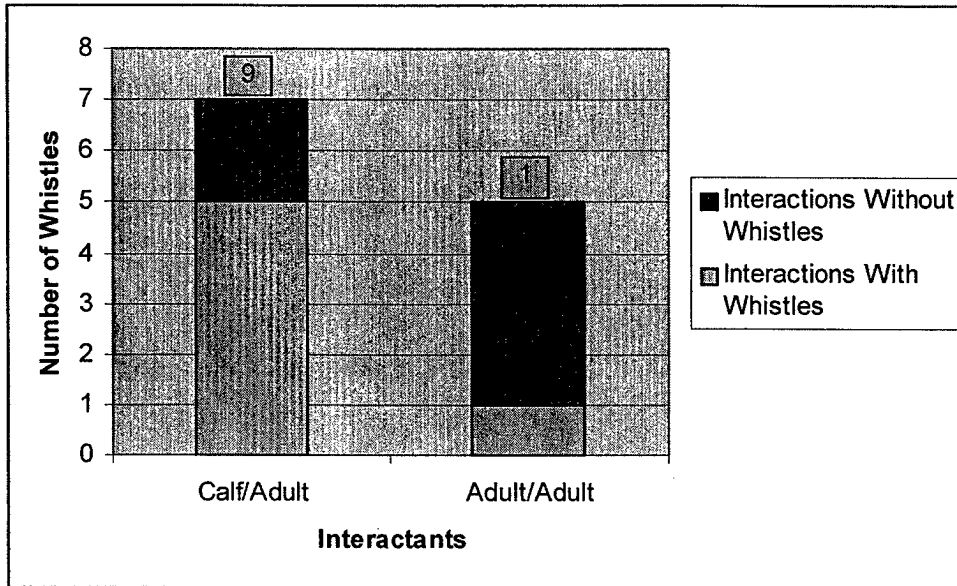 8
7
6
5
4
3
2
1
0
Number of Whistles
9
1
Calf/Adult
Adult/Adult
Interactants
Interactions Without
Whistles
Interactions With
Whistles